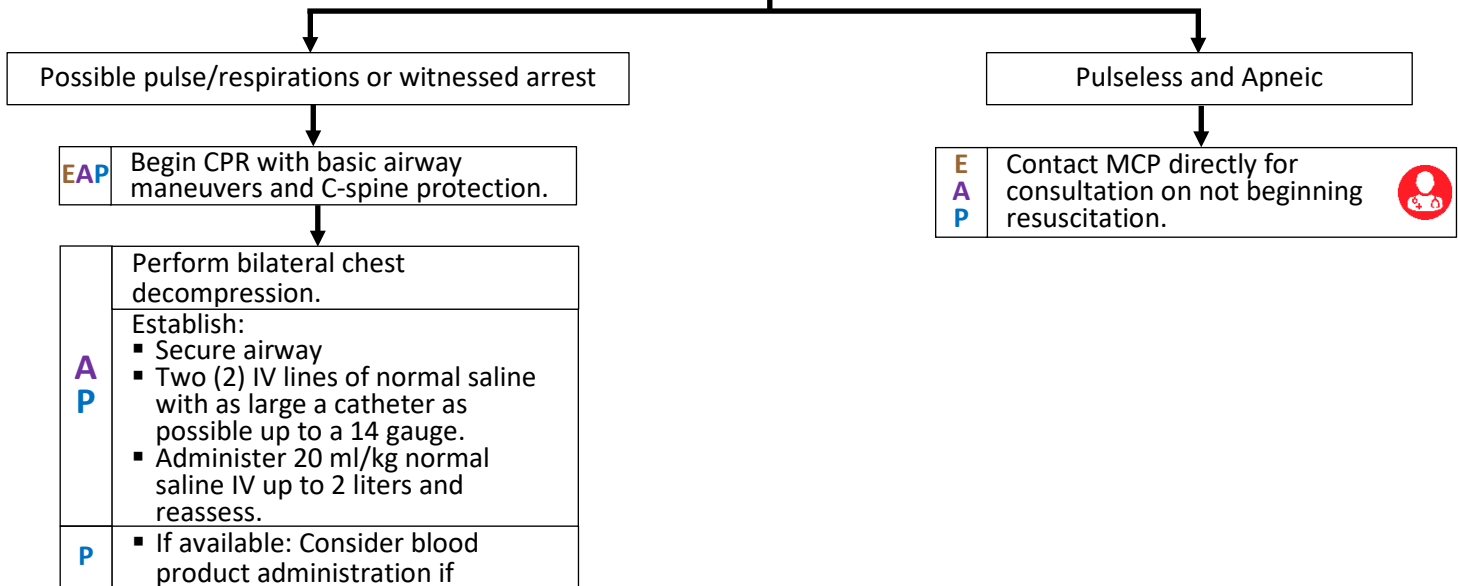 Possible pulse/respirations or witnessed arrest
EAP
Begin CPR with basic airway
maneuvers and C-spine protection.
A
P
Perform bilateral chest
decompression.
Establish:
▪ Secure airway
▪ Two (2) IV lines of normal saline
with as large a catheter as
possible up to a 14 gauge.
▪ Administer 20 ml/kg normal
saline IV up to 2 liters and
reassess.
P
▪ If available: Consider blood
product administration if
Pulseless and Apneic
E
A
P
Contact MCP directly for
consultation on not beginning
resuscitation.